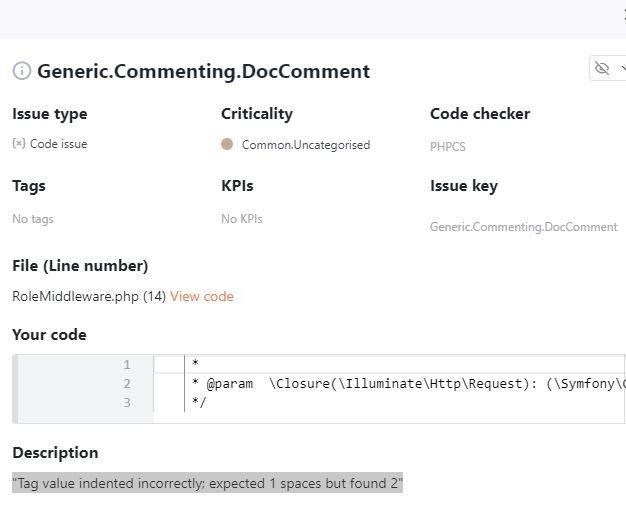 Generic.Commenting.DocComment
Issue type Criticality Code checker
{×} Code issue Common.Uncategorised PHPCS
Tags KPIs Issue key
No tags No KPIs Generic.Commenting.DocComment
File (Line number)
RoleMiddleware.php (14) View code
Your code
1 *
2 * @param  \Closure(\Illuminate\Http\Request): (\Symfony\
3 */
Description
"Tag value indented incorrectly; expected 1 spaces but found 2"